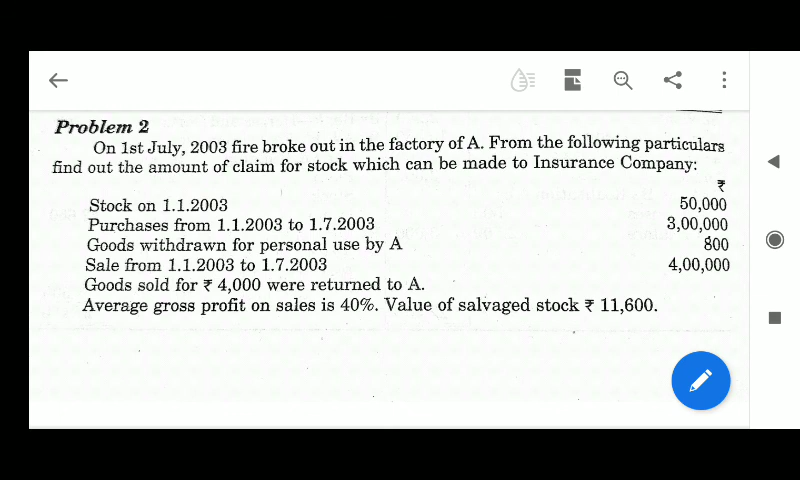 Problem 2
On 1st July, 2003 fire broke out in the factory of A. From the following particulars
find out the amount of claim for stock which can be made to Insurance Company:
₹
Stock on 1.1.2003 50,000
Purchases from 1.1.2003 to 1.7.2003 3,00,000
Goods withdrawn for personal use by A 800
Sale from 1.1.2003 to 1.7.2003 4,00,000
Goods sold for ₹ 4,000 were returned to A.
Average gross profit on sales is 40%. Value of salvaged stock ₹ 11,600.